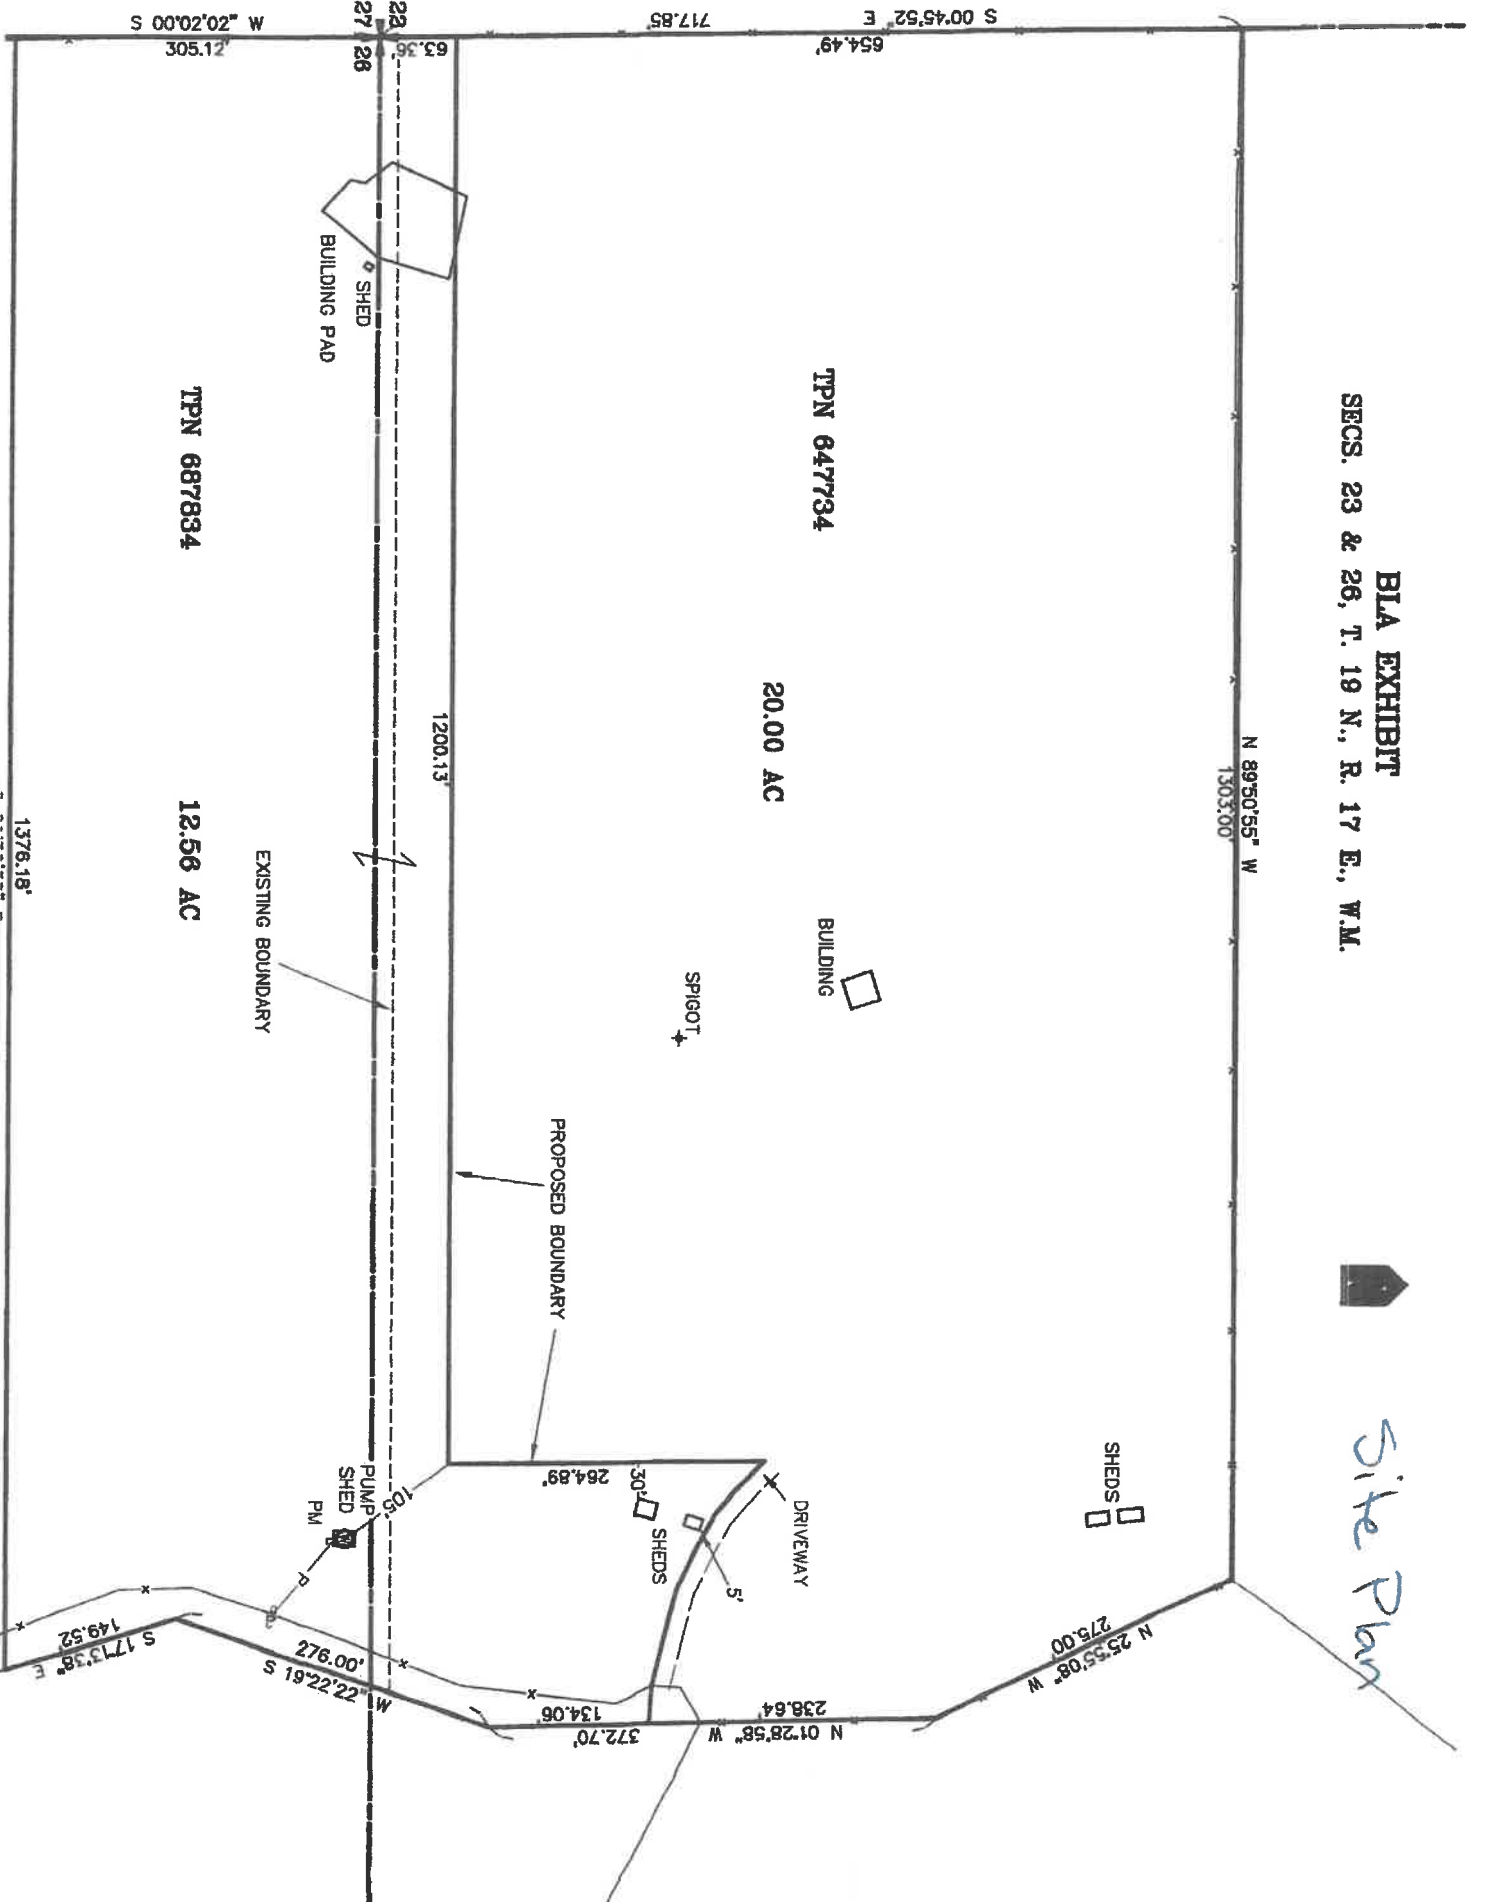 Site Plan
BLA EXHIBIT
SECS. 23 & 26, T. 19 N., R. 17 E., W.M.
N 89°50'55" W
1303.00'
S 00°45'52" E
717.85'
654.49'
TPN 647734
20.00 AC
BUILDING
SPIGOT
SHEDS
N 25°55'08" W
275.00'
DRIVEWAY
5'
SHEDS
30'
264.89'
N 01°28'58" W
238.64'
372.70'
134.06'
PROPOSED BOUNDARY
1200.13'
63.36'
22
27
26
SHED
BUILDING PAD
105'
PUMP
SHED
PM
P
EXISTING BOUNDARY
S 19°22'22" W
276.00'
TPN 687834
12.56 AC
S 00°02'02" W
305.12'
S 17°13'38" E
149.52'
1376.18'